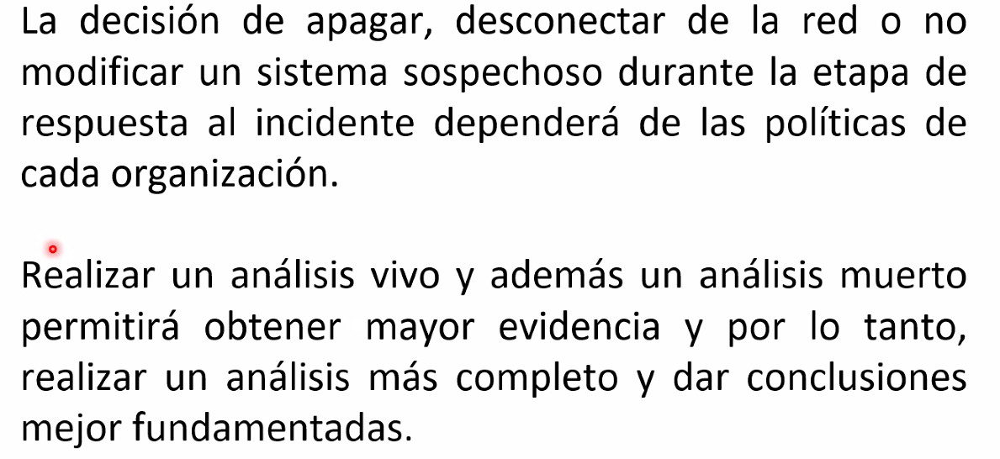 La decisión de apagar, desconectar de la red o no
modificar un sistema sospechoso durante la etapa de
respuesta al incidente dependerá de las políticas de
cada organización.
Realizar un análisis vivo y además un análisis muerto
permitirá obtener mayor evidencia y por lo tanto,
realizar un análisis más completo y dar conclusiones
mejor fundamentadas.